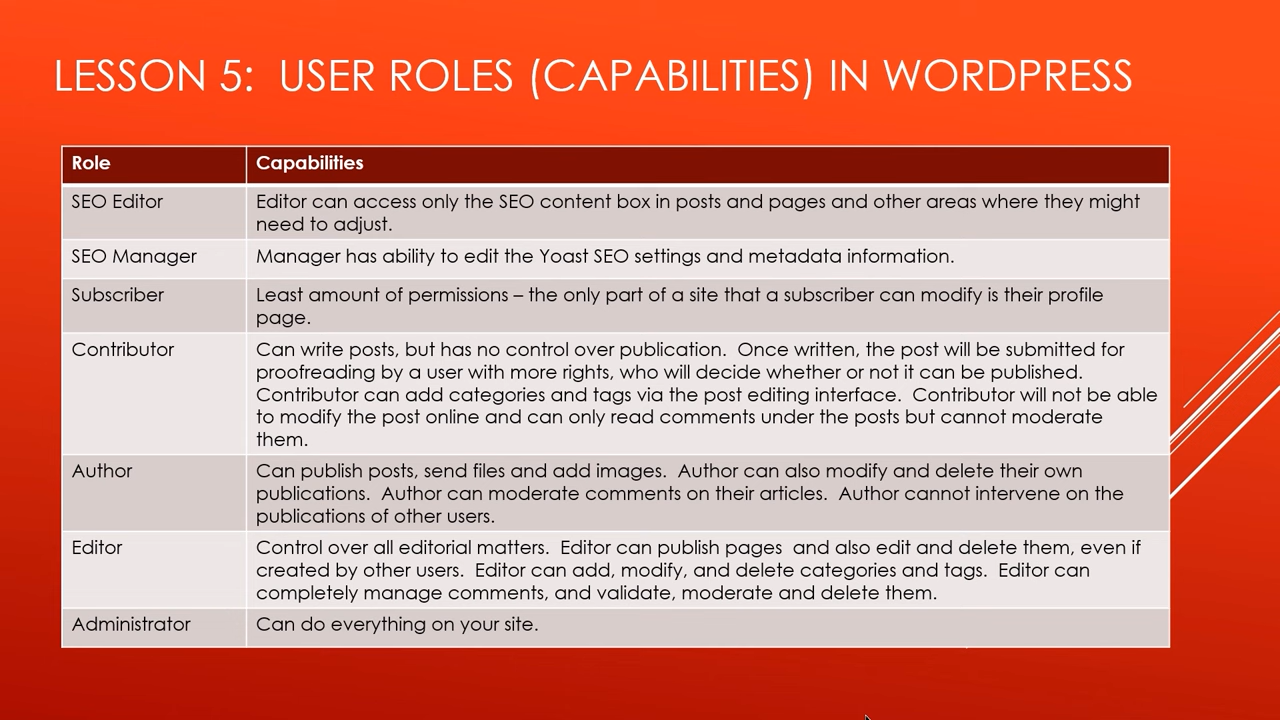 LESSON 5:  USER ROLES (CAPABILITIES) IN WORDPRESS
Role
Capabilities
SEO Editor
Editor can access only the SEO content box in posts and pages and other areas where they might
need to adjust.
SEO Manager
Manager has ability to edit the Yoast SEO settings and metadata information.
Subscriber
Least amount of permissions – the only part of a site that a subscriber can modify is their profile
page.
Contributor
Can write posts, but has no control over publication.  Once written, the post will be submitted for
proofreading by a user with more rights, who will decide whether or not it can be published.
Contributor can add categories and tags via the post editing interface.  Contributor will not be able
to modify the post online and can only read comments under the posts but cannot moderate
them.
Author
Can publish posts, send files and add images.  Author can also modify and delete their own
publications.  Author can moderate comments on their articles.  Author cannot intervene on the
publications of other users.
Editor
Control over all editorial matters.  Editor can publish pages  and also edit and delete them, even if
created by other users.  Editor can add, modify, and delete categories and tags.  Editor can
completely manage comments, and validate, moderate and delete them.
Administrator
Can do everything on your site.